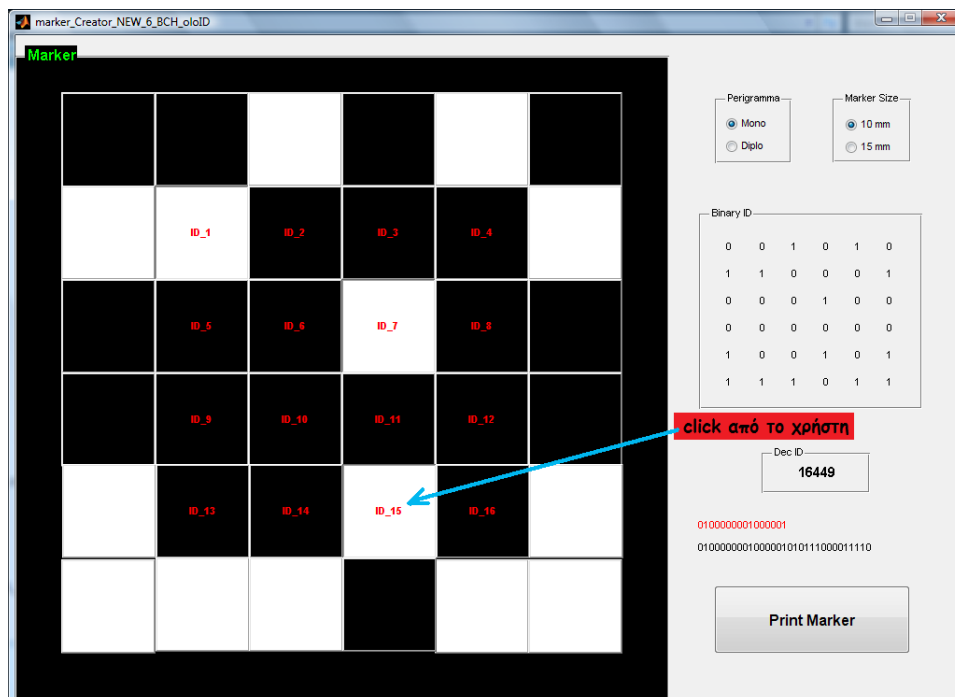 marker_Creator_NEW_6_BCH_oloID
Marker
ID_1 ID_2 ID_3 ID_4
ID_5 ID_6 ID_7 ID_8
ID_9 ID_10 ID_11 ID_12
ID_13 ID_14 ID_15 ID_16
Perigramma
Mono
Diplo
Marker Size
10 mm
15 mm
Binary ID
0 0 1 0 1 0
1 1 0 0 0 1
0 0 0 1 0 0
0 0 0 0 0 0
1 0 0 1 0 1
1 1 1 0 1 1
click από το χρήστη
Dec ID
16449
0100000001000001
0100000001000001010111000011110
Print Marker